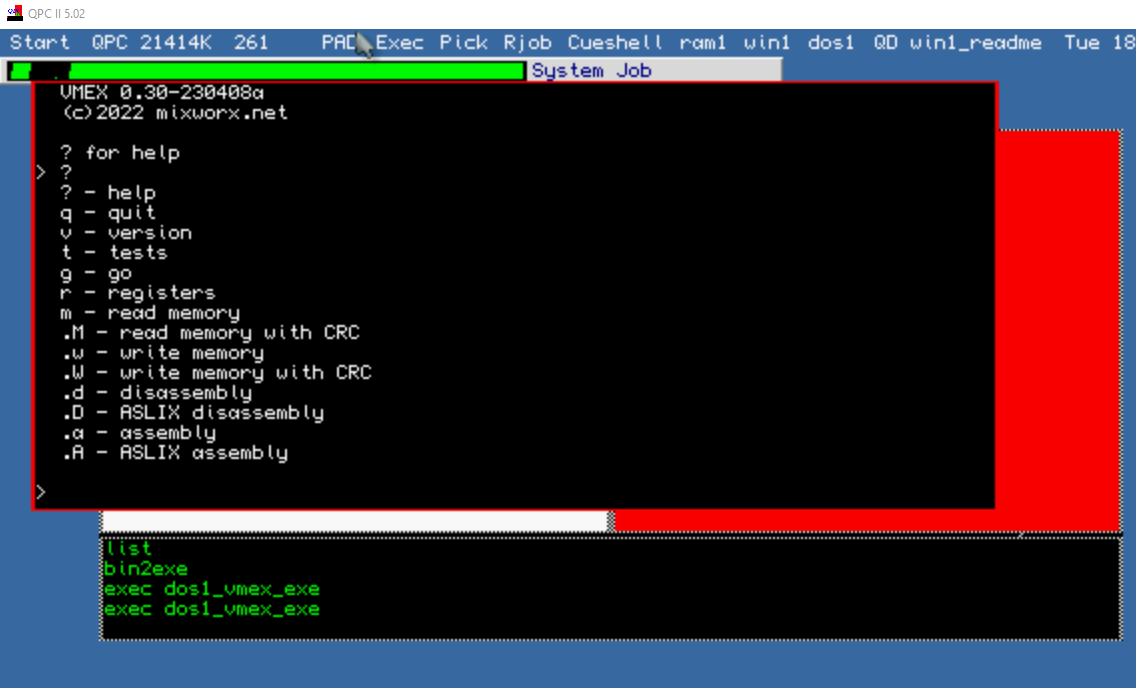 QPC II 5.02
Start QPC 21414K 261 PAD Exec Pick Rjob Cueshell ram1 win1 dos1 QD win1_readme Tue 18
System Job
VMEX 0.30-230408a
(c)2022 mixworx.net
? for help
> ?
? - help
q - quit
v - version
t - tests
g - go
r - registers
m - read memory
.M - read memory with CRC
.w - write memory
.W - write memory with CRC
.d - disassembly
.D - ASLIX disassembly
.a - assembly
.A - ASLIX assembly
>
list
bin2exe
exec dos1_vmex_exe
exec dos1_vmex_exe